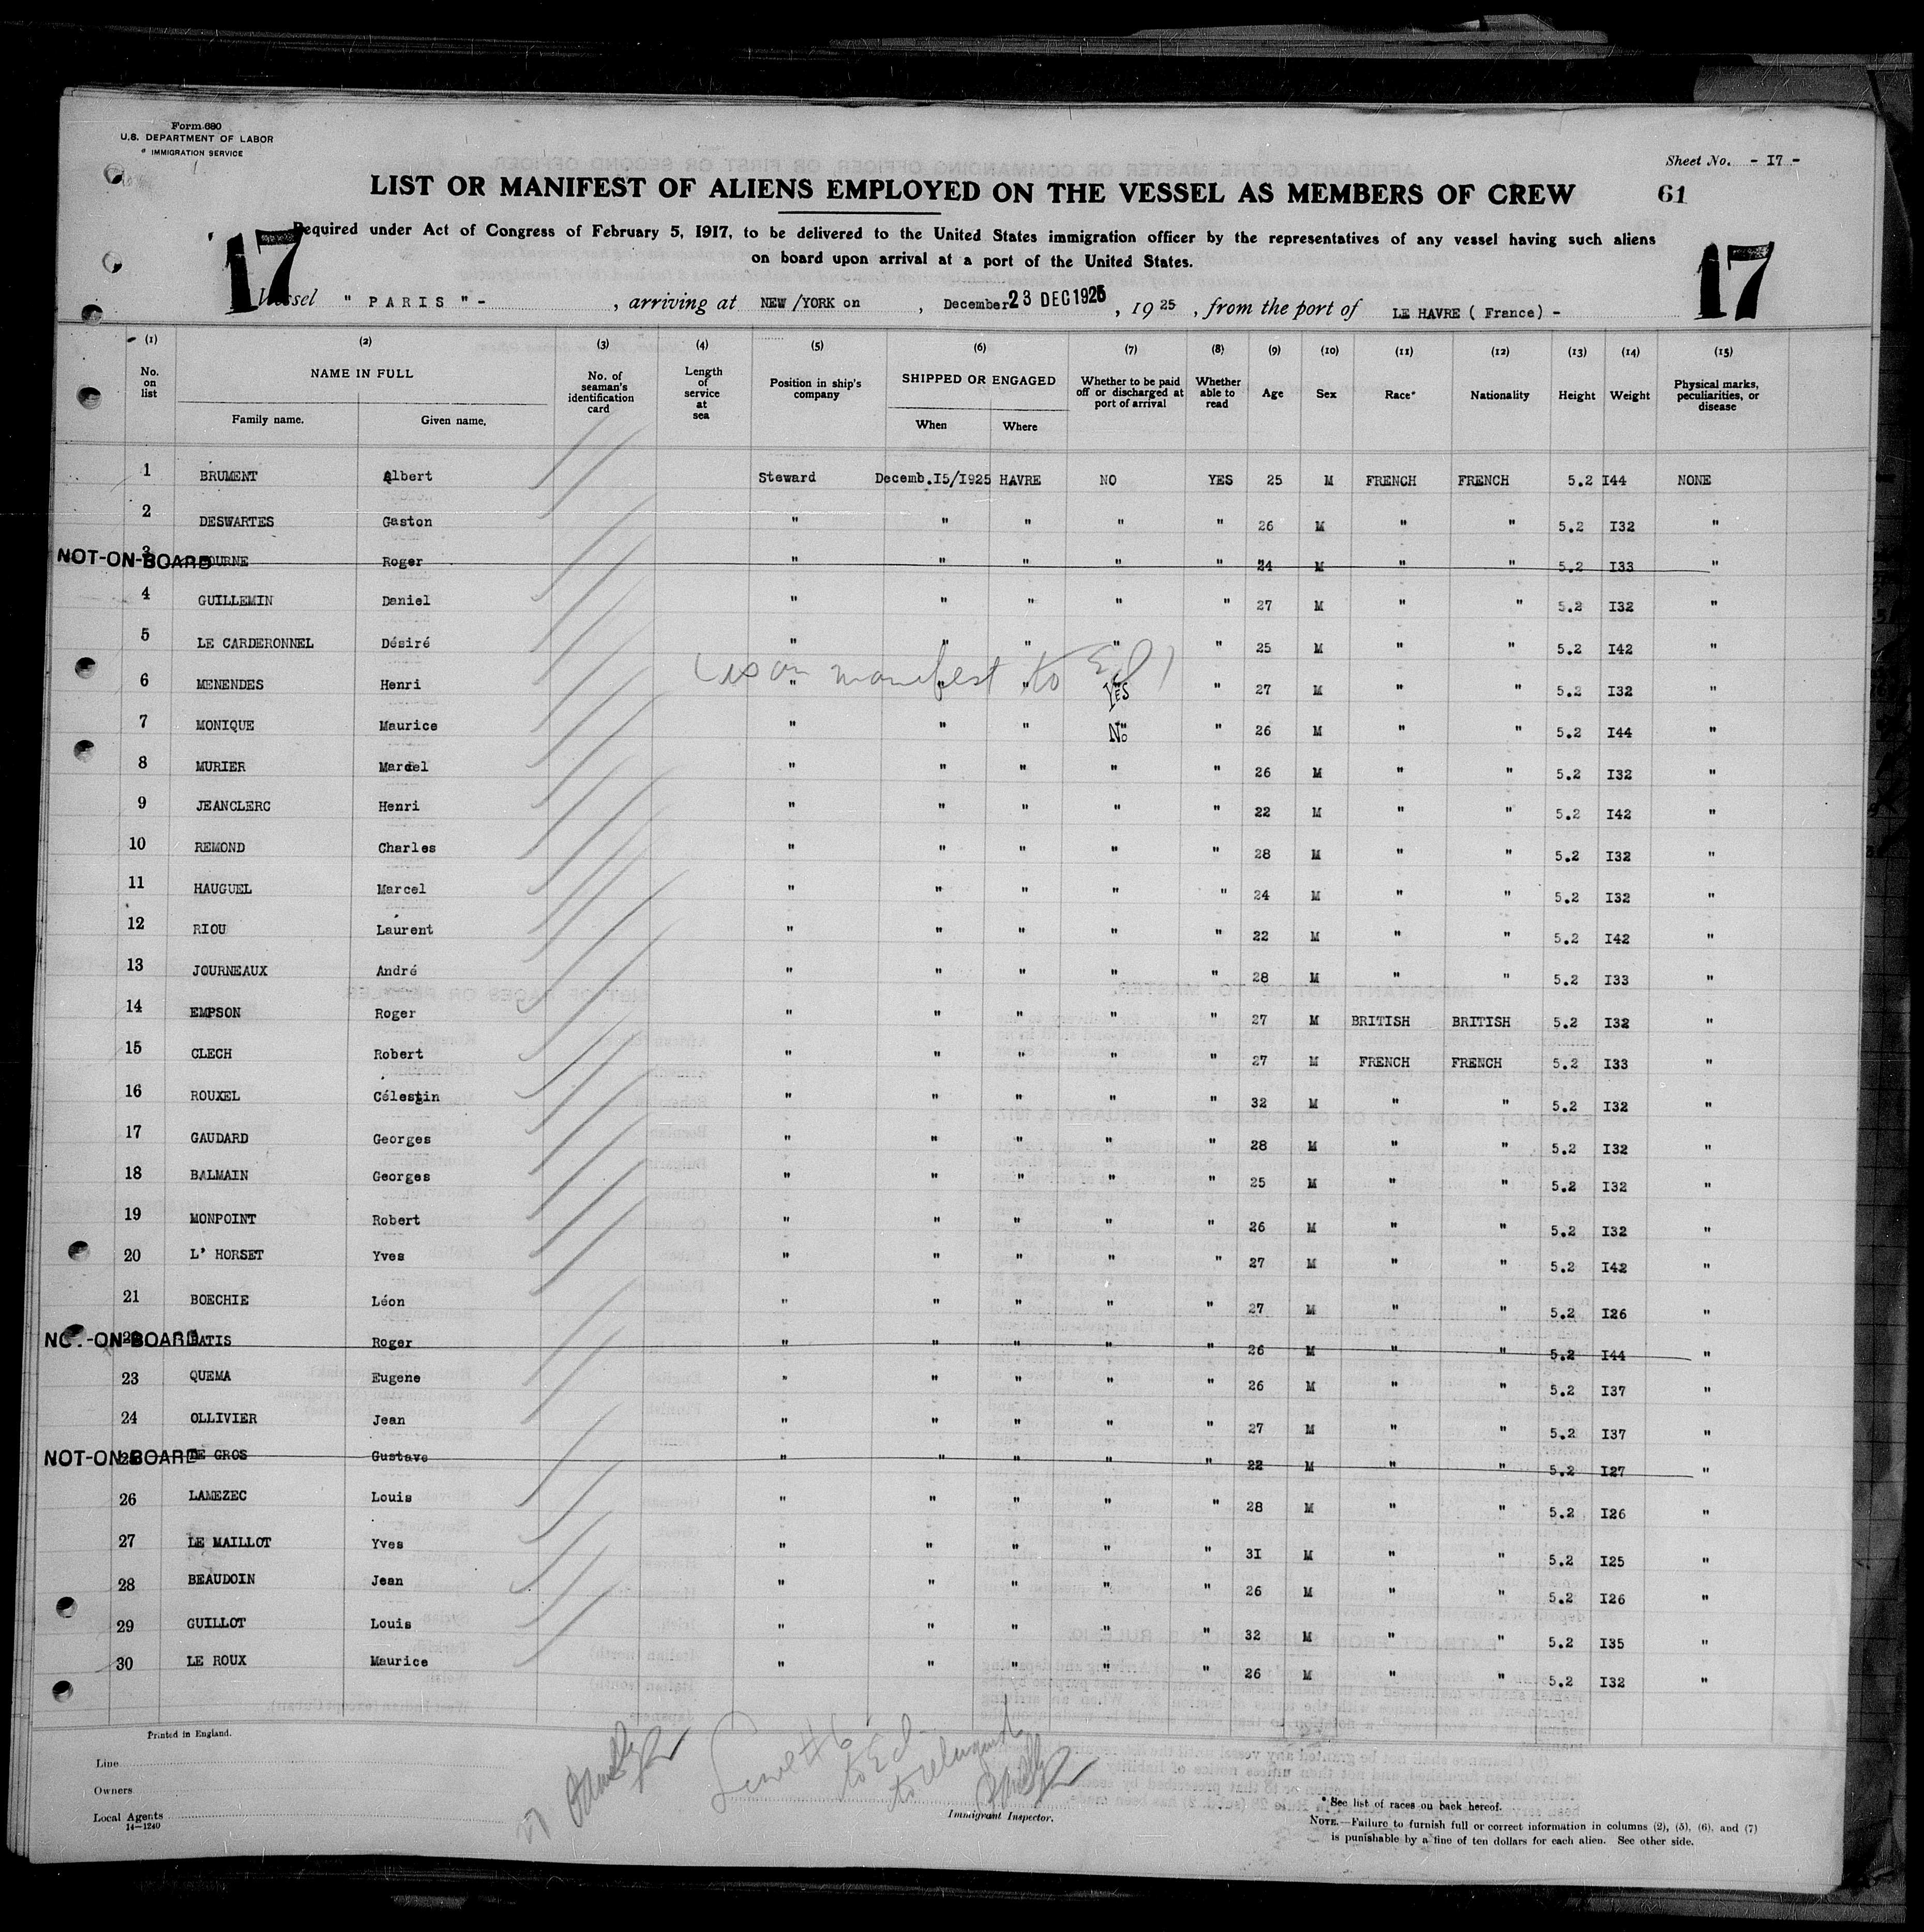 Form 680
U.S. DEPARTMENT OF LABOR
IMMIGRATION SERVICE
Sheet No. - I7 -
LIST OR MANIFEST OF ALIENS EMPLOYED ON THE VESSEL AS MEMBERS OF CREW 61
17 Required under Act of Congress of February 5, 1917, to be delivered to the United States immigration officer by the representatives of any vessel having such aliens 17
on board upon arrival at a port of the United States.
Vessel " PARIS " - , arriving at NEW /YORK on , December 23 DEC 1925 , 1925 , from the port of LE HAVRE ( France) -
(1) (2) (3) (4) (5) (6) (7) (8) (9) (10) (11) (12) (13) (14) (15)
No. on list NAME IN FULL Family name. Given name. No. of seaman's identification card Length of service at sea Position in ship's company SHIPPED OR ENGAGED When Where Whether to be paid off or discharged at port of arrival Whether able to read Age Sex Race* Nationality Height Weight Physical marks, peculiarities, or disease
1 BRUMENT Albert Steward Decemb.I5/I925 HAVRE NO YES 25 M FRENCH FRENCH 5.2 I44 NONE
2 DESWARTES Gaston " " " " " 26 M " " 5.2 I32 "
NOT-ON-BOARD 3 Roger " " " " " 24 M " " 5.2 I33 "
4 GUILLEMIN Daniel " " " " " 27 M " " 5.2 I32 "
5 LE CARDERONNEL Désiré " " " " " 25 M " " 5.2 I42 "
manifest to
6 MENENDES Henri " " " YES " 27 M " " 5.2 I32 "
7 MONIQUE Maurice " " " No " 26 M " " 5.2 I44 "
8 MURIER Marcel " " " " " 26 M " " 5.2 I32 "
9 JEANCLERC Henri " " " " " 22 M " " 5.2 I42 "
10 REMOND Charles " " " " " 28 M " " 5.2 I32 "
11 HAUGUEL Marcel " " " " " 24 M " " 5.2 I32 "
12 RIOU Laurent " " " " " 22 M " " 5.2 I42 "
13 JOURNEAUX André " " " " " 28 M " " 5.2 I33 "
14 EMPSON Roger " " " " " 27 M BRITISH BRITISH 5.2 I32 "
15 CLECH Robert " " " " " 27 M FRENCH FRENCH 5.2 I33 "
16 ROUXEL Célestin " " " " " 32 M " " 5.2 I32 "
17 GAUDARD Georges " " " " " 28 M " " 5.2 I32 "
18 BALMAIN Georges " " " " " 25 M " " 5.2 I32 "
19 MONPOINT Robert " " " " " 26 M " " 5.2 I32 "
20 L' HORSET Yves " " " " " 27 M " " 5.2 I42 "
21 BOECHIE Léon " " " " " 27 M " " 5.2 I26 "
NOT-ON-BOARD 22 BATIS Roger " " " " " 26 M " " 5.2 I44 "
23 QUEMA Eugene " " " " " 26 M " " 5.2 I37 "
24 OLLIVIER Jean " " " " " 27 M " " 5.2 I37 "
NOT-ON-BOARD 25 LE GROS Gustave " " " " " 22 M " " 5.2 I27 "
26 LAMEZEC Louis " " " " " 28 M " " 5.2 I26 "
27 LE MAILLOT Yves " " " " " 3I M " " 5.2 I25 "
28 BEAUDOIN Jean " " " " " 26 M " " 5.2 I26 "
29 GUILLOT Louis " " " " " 32 M " " 5.2 I35 "
30 LE ROUX Maurice " " " " " 26 M " " 5.2 I32 "
Printed in England.
Line
Owners
Local Agents
14-1240
Line #6
Immigrant Inspector.
* See list of races on back hereof.
NOTE.—Failure to furnish full or correct information in columns (2), (5), (6), and (7)
is punishable by a fine of ten dollars for each alien. See other side.